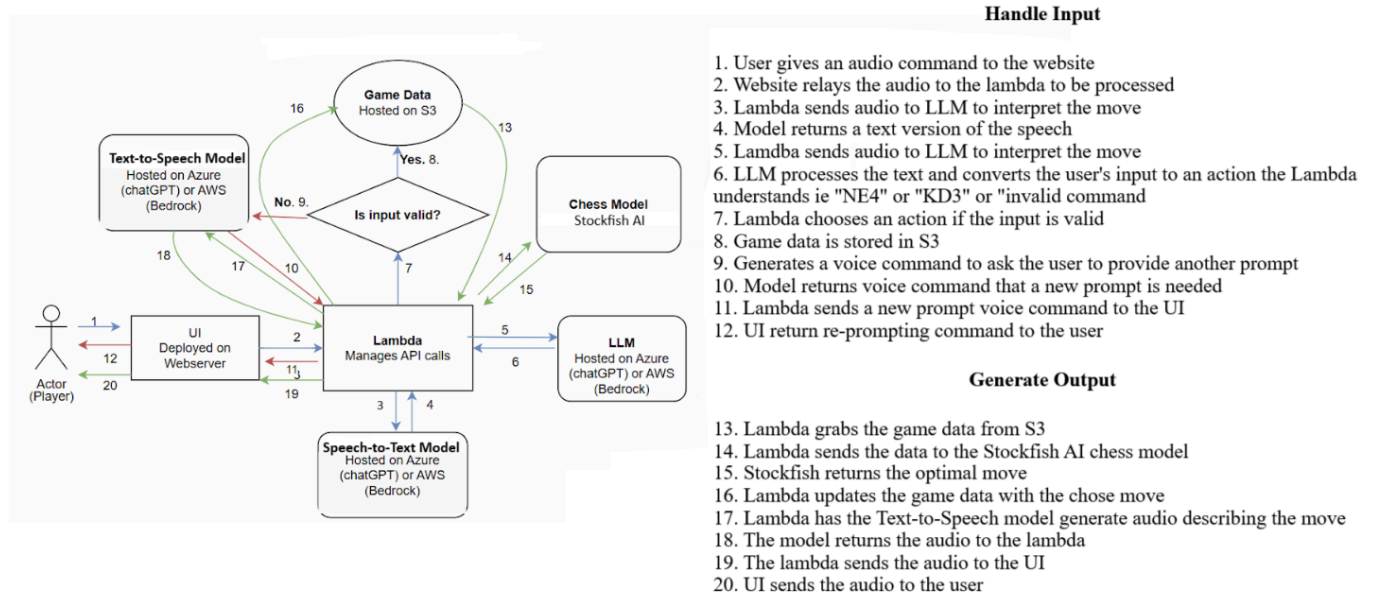 Game Data
Hosted on S3
16
13
Text-to-Speech Model
Hosted on Azure
(chatGPT) or AWS
(Bedrock)
Yes. 8.
No. 9.
Is input valid?
Chess Model
Stockfish AI
18
17
10
7
14
15
1
UI
Deployed on
Webserver
2
Lambda
Manages API calls
5
6
LLM
Hosted on Azure
(chatGPT) or AWS
(Bedrock)
12
20
11
19
Actor
(Player)
3
4
Speech-to-Text Model
Hosted on Azure
(chatGPT) or AWS
(Bedrock)
Handle Input
1. User gives an audio command to the website
2. Website relays the audio to the lambda to be processed
3. Lambda sends audio to LLM to interpret the move
4. Model returns a text version of the speech
5. Lamdba sends audio to LLM to interpret the move
6. LLM processes the text and converts the user's input to an action the Lambda
understands ie "NE4" or "KD3" or "invalid command
7. Lambda chooses an action if the input is valid
8. Game data is stored in S3
9. Generates a voice command to ask the user to provide another prompt
10. Model returns voice command that a new prompt is needed
11. Lambda sends a new prompt voice command to the UI
12. UI return re-prompting command to the user
Generate Output
13. Lambda grabs the game data from S3
14. Lambda sends the data to the Stockfish AI chess model
15. Stockfish returns the optimal move
16. Lambda updates the game data with the chose move
17. Lambda has the Text-to-Speech model generate audio describing the move
18. The model returns the audio to the lambda
19. The lambda sends the audio to the UI
20. UI sends the audio to the user